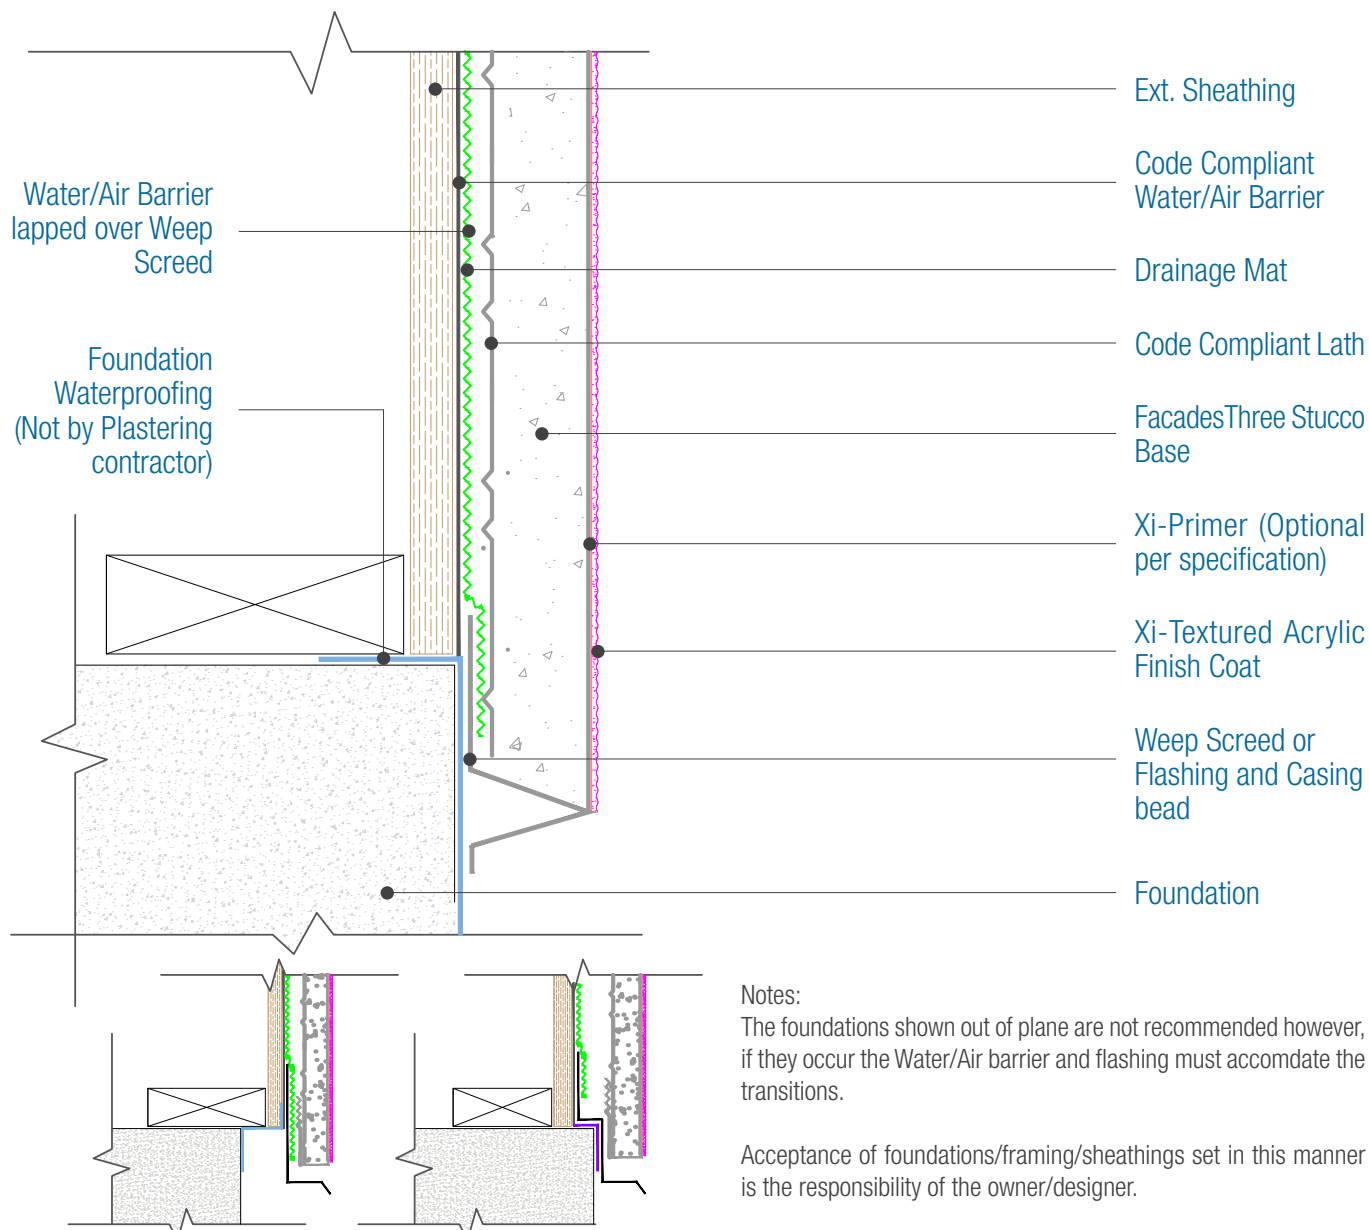 Ext. Sheathing
Code Compliant
Water/Air Barrier
Water/Air Barrier
lapped over Weep
Screed
Drainage Mat
Code Compliant Lath
Foundation
Waterproofing
(Not by Plastering
contractor)
FacadesThree Stucco
Base
Xi-Primer (Optional
per specification)
Xi-Textured Acrylic
Finish Coat
Weep Screed or
Flashing and Casing
bead
Foundation
Notes:
The foundations shown out of plane are not recommended however,
if they occur the Water/Air barrier and flashing must accomdate the
transitions.
Acceptance of foundations/framing/sheathings set in this manner
is the responsibility of the owner/designer.